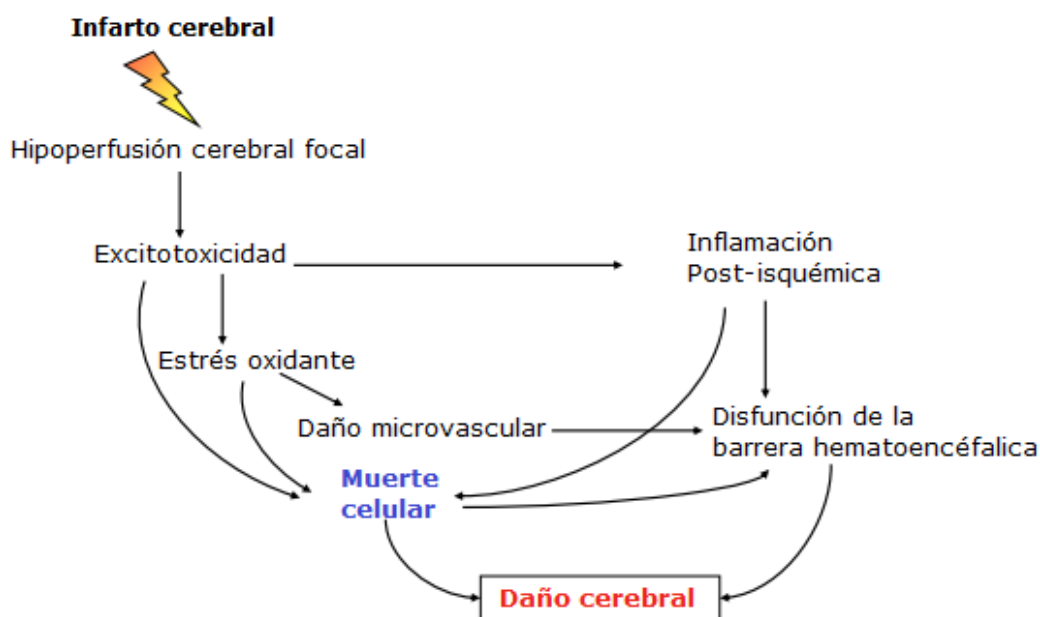 Infarto cerebral
Hipoperfusión cerebral focal
Excitotoxicidad
Inflamación
Post-isquémica
Estrés oxidante
Daño microvascular
Disfunción de la
barrera hematoencéfalica
Muerte
celular
Daño cerebral